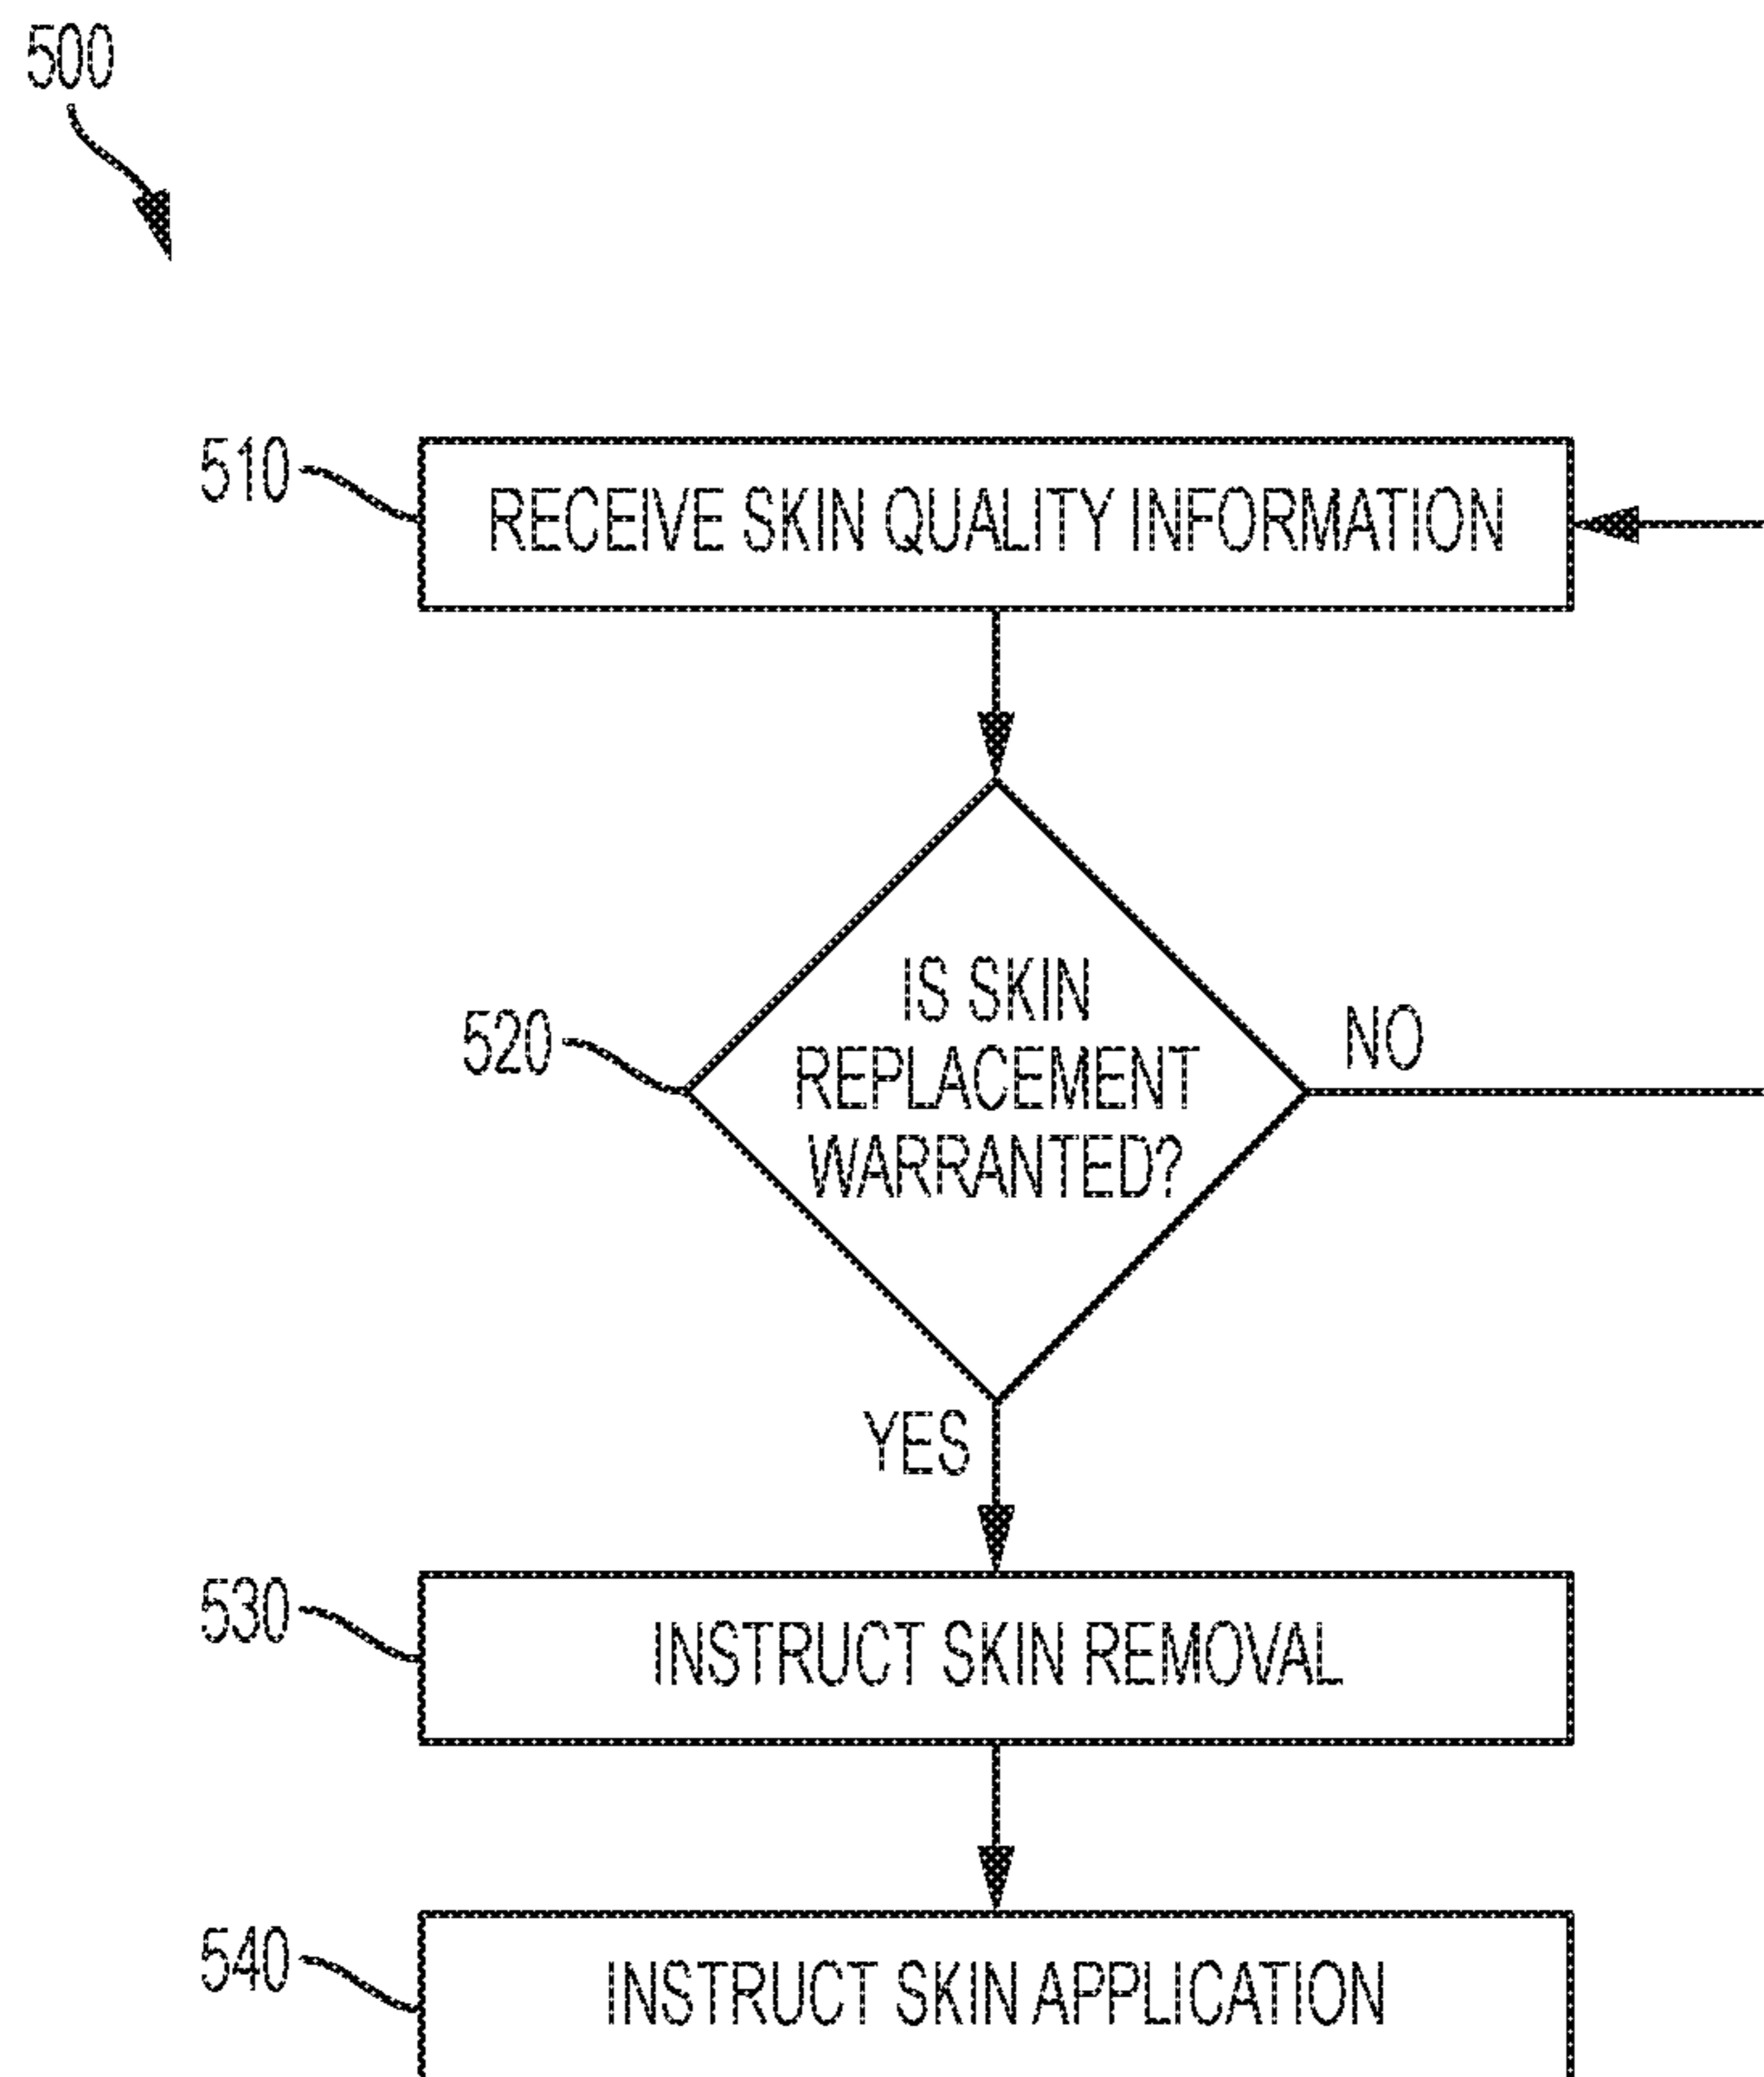 500
510
RECEIVE SKIN QUALITY INFORMATION
IS SKIN
REPLACEMENT
WARRANTED?
520
NO
YES
530
INSTRUCT SKIN REMOVAL
540
INSTRUCT SKIN APPLICATION